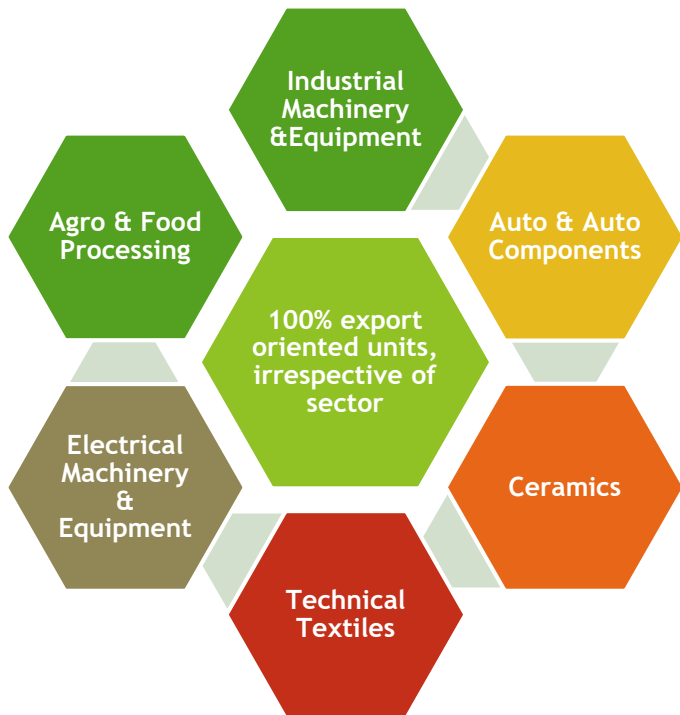 Industrial
Machinery
&Equipment
Auto & Auto
Components
Ceramics
Technical
Textiles
Electrical
Machinery
&
Equipment
Agro & Food
Processing
100% export
oriented units,
irrespective of
sector